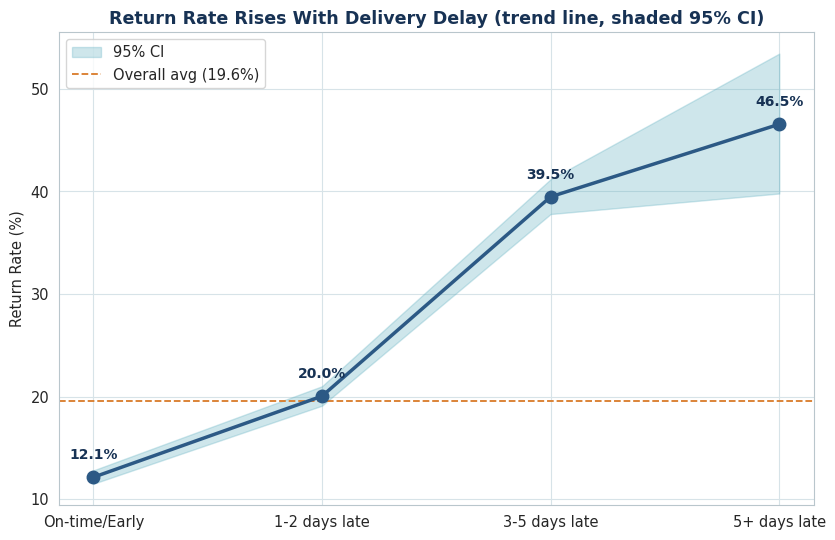 Return Rate Rises With Delivery Delay (trend line, shaded 95% CI)
95% CI
Overall avg (19.6%)
Return Rate (%)
50
40
30
20
10
12.1%
20.0%
39.5%
46.5%
On-time/Early
1-2 days late
3-5 days late
5+ days late